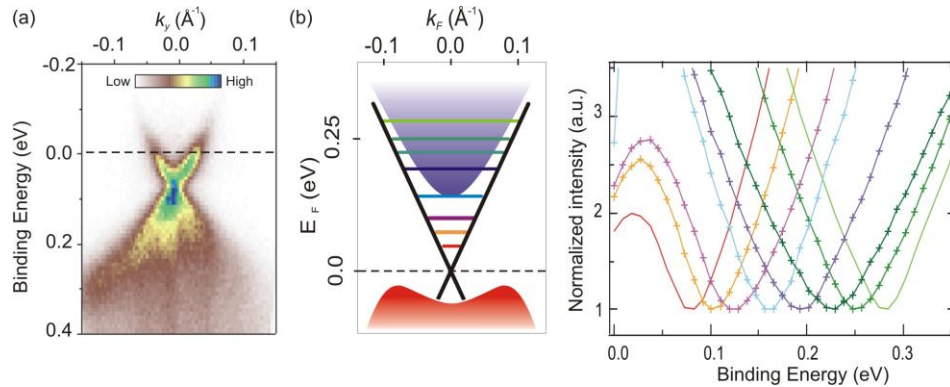 (a)
k_y (Å⁻¹)
-0.1 0.0 0.1
Low High
Binding Energy (eV)
-0.2
0.0
0.2
0.4
(b)
k_F (Å⁻¹)
-0.1 0.0 0.1
E_F (eV)
0.25
0.0
Normalized intensity (a.u.)
3
2
1
0.0 0.1 0.2 0.3
Binding Energy (eV)